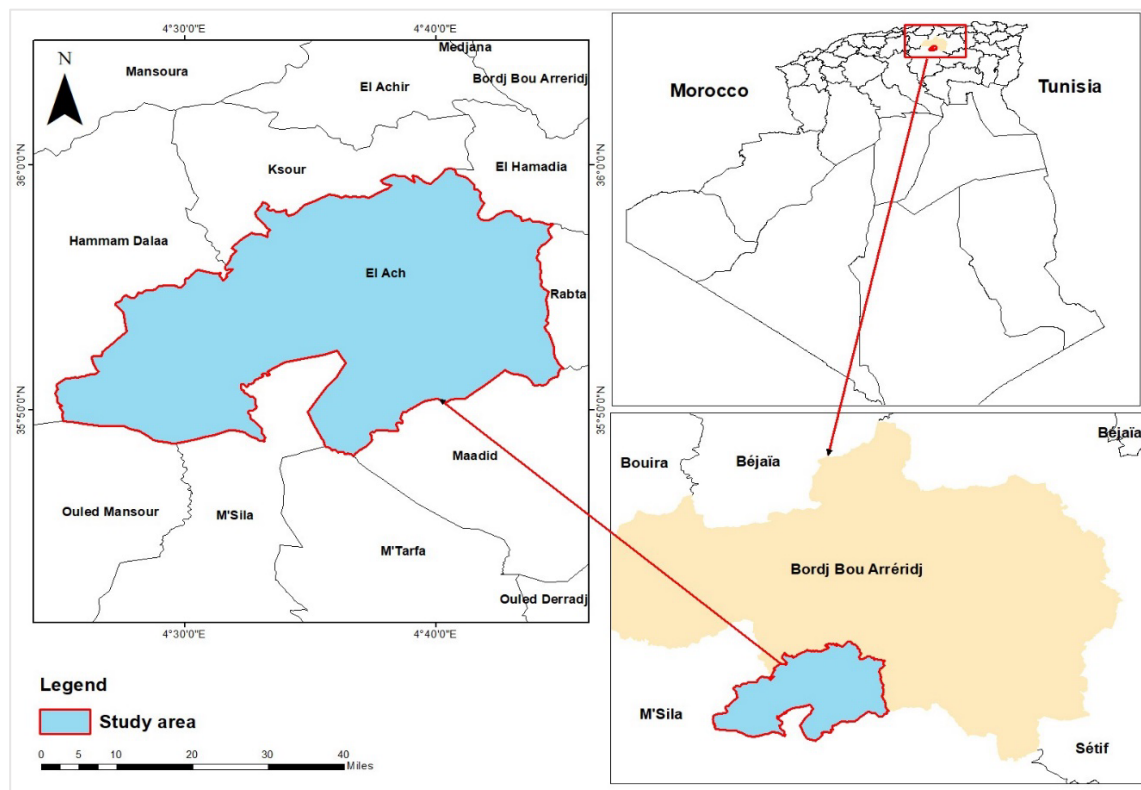 4°30'0"E
4°40'0"E
N
Mansoura
Medjana
El Achir
Bordj Bou Arreridj
36°0'0"N
36°0'0"N
Ksour
El Hamadia
Hammam Dalaa
El Ach
Rabta
35°50'0"N
35°50'0"N
Maadid
Ouled Mansour
M'Sila
M'Tarfa
Ouled Derradj
4°30'0"E
4°40'0"E
Legend
Study area
0 5 10 20 30 40
Miles
Morocco
Tunisia
Bouira
Béjaïa
Béjaïa
Bordj Bou Arréridj
M'Sila
Sétif